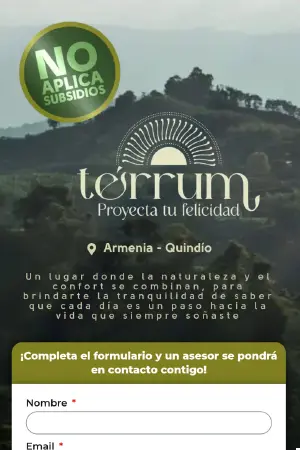 NO
APLICA
SUBSIDIOS
térrum
Proyecta tu felicidad
Armenia - Quindío
Un lugar donde la naturaleza y el
confort se combinan, para
brindarte la tranquilidad de saber
que cada día es un paso hacia la
vida que siempre soñaste
¡Completa el formulario y un asesor se pondrá
en contacto contigo!
Nombre *
Email *